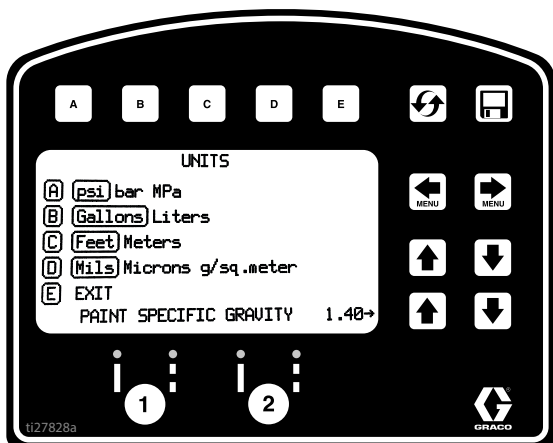 A B C D E
UNITS
A psi bar MPa
MENU MENU
B Gallons Liters
C Feet Meters
D Mils Microns g/sq.meter
E EXIT
PAINT SPECIFIC GRAVITY 1.40→
1 2
ti27828a
GRACO